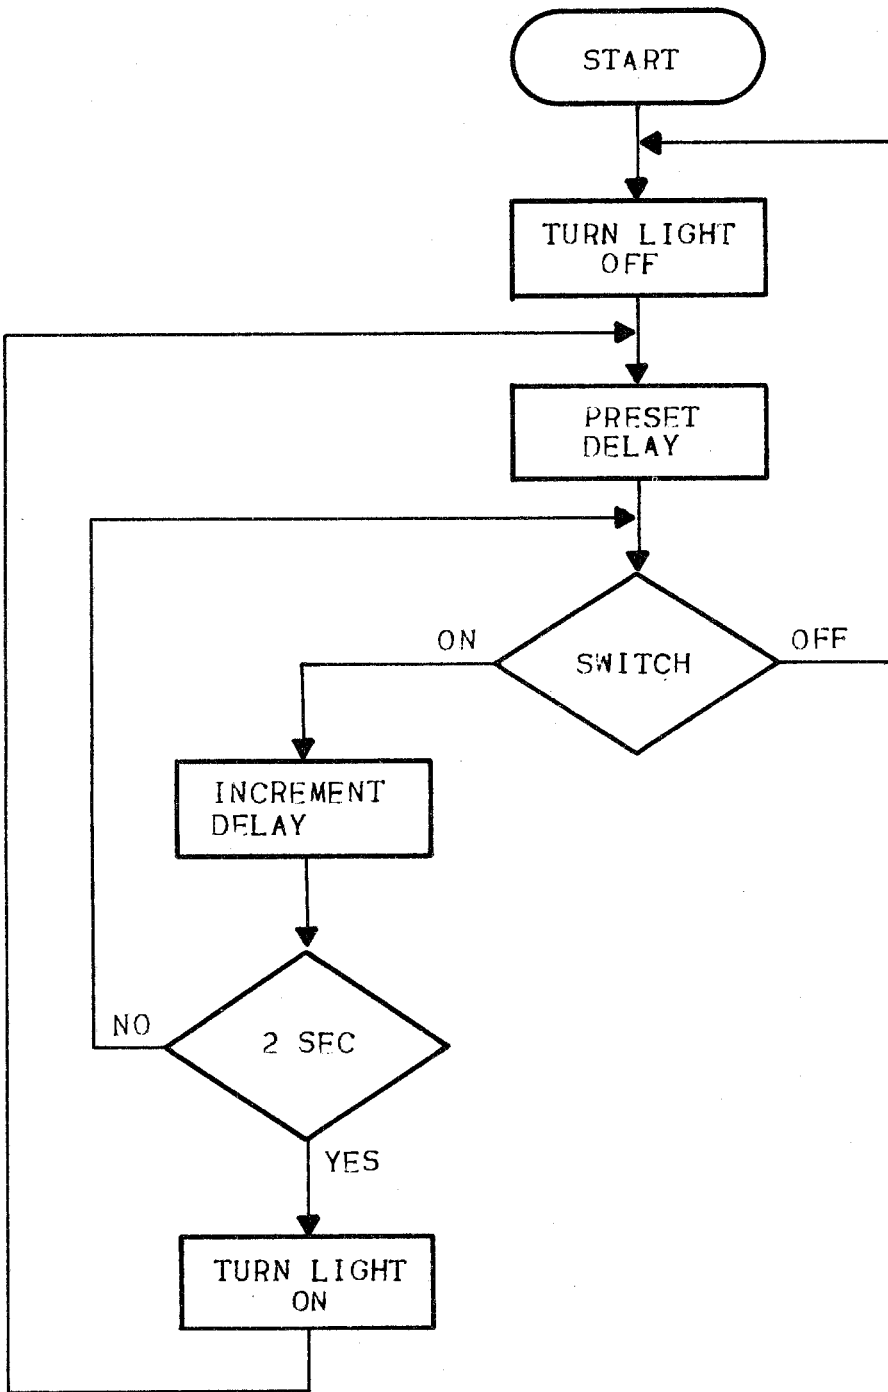 START
TURN LIGHT
OFF
PRESET
DELAY
SWITCH
ON
OFF
INCREMENT
DELAY
2 SEC
NO
YES
TURN LIGHT
ON